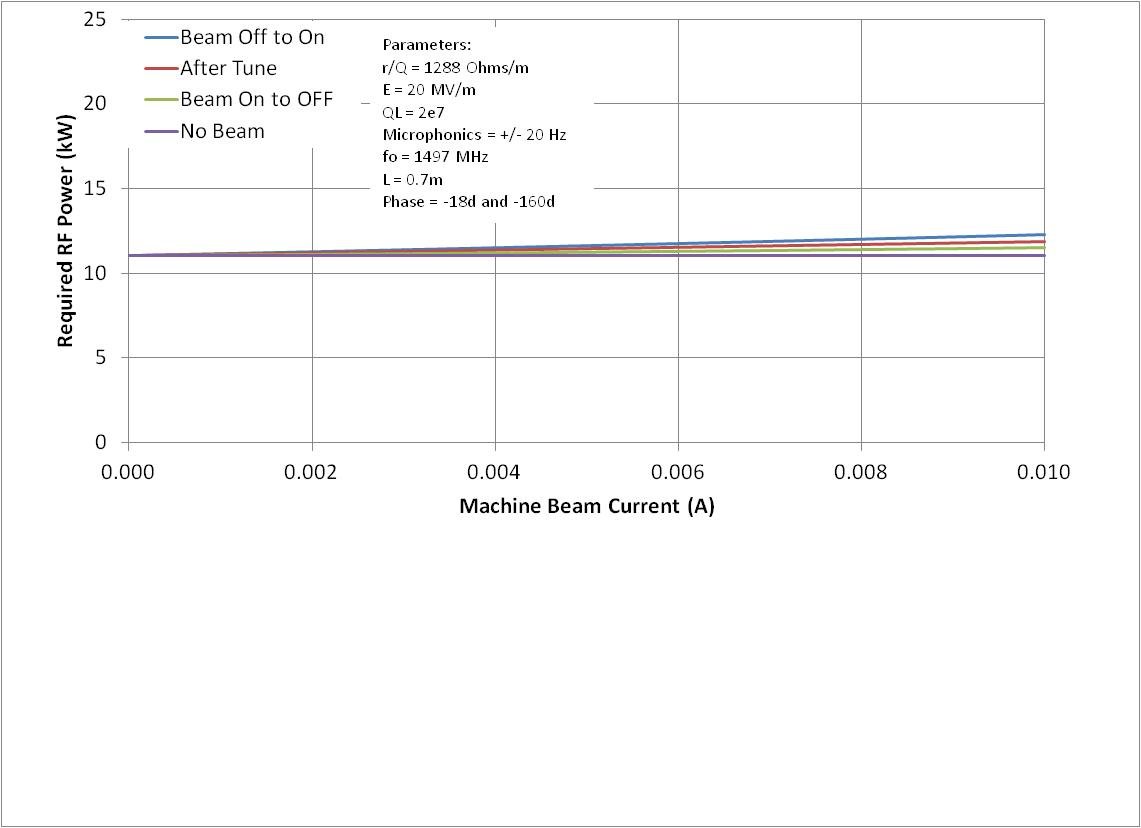 25
20
15
10
5
0
Required RF Power (kW)
Beam Off to On
After Tune
Beam On to OFF
No Beam
Parameters:
r/Q = 1288 Ohms/m
E = 20 MV/m
QL = 2e7
Microphonics = +/- 20 Hz
fo = 1497 MHz
L = 0.7m
Phase = -18d and -160d
0.000 0.002 0.004 0.006 0.008 0.010
Machine Beam Current (A)